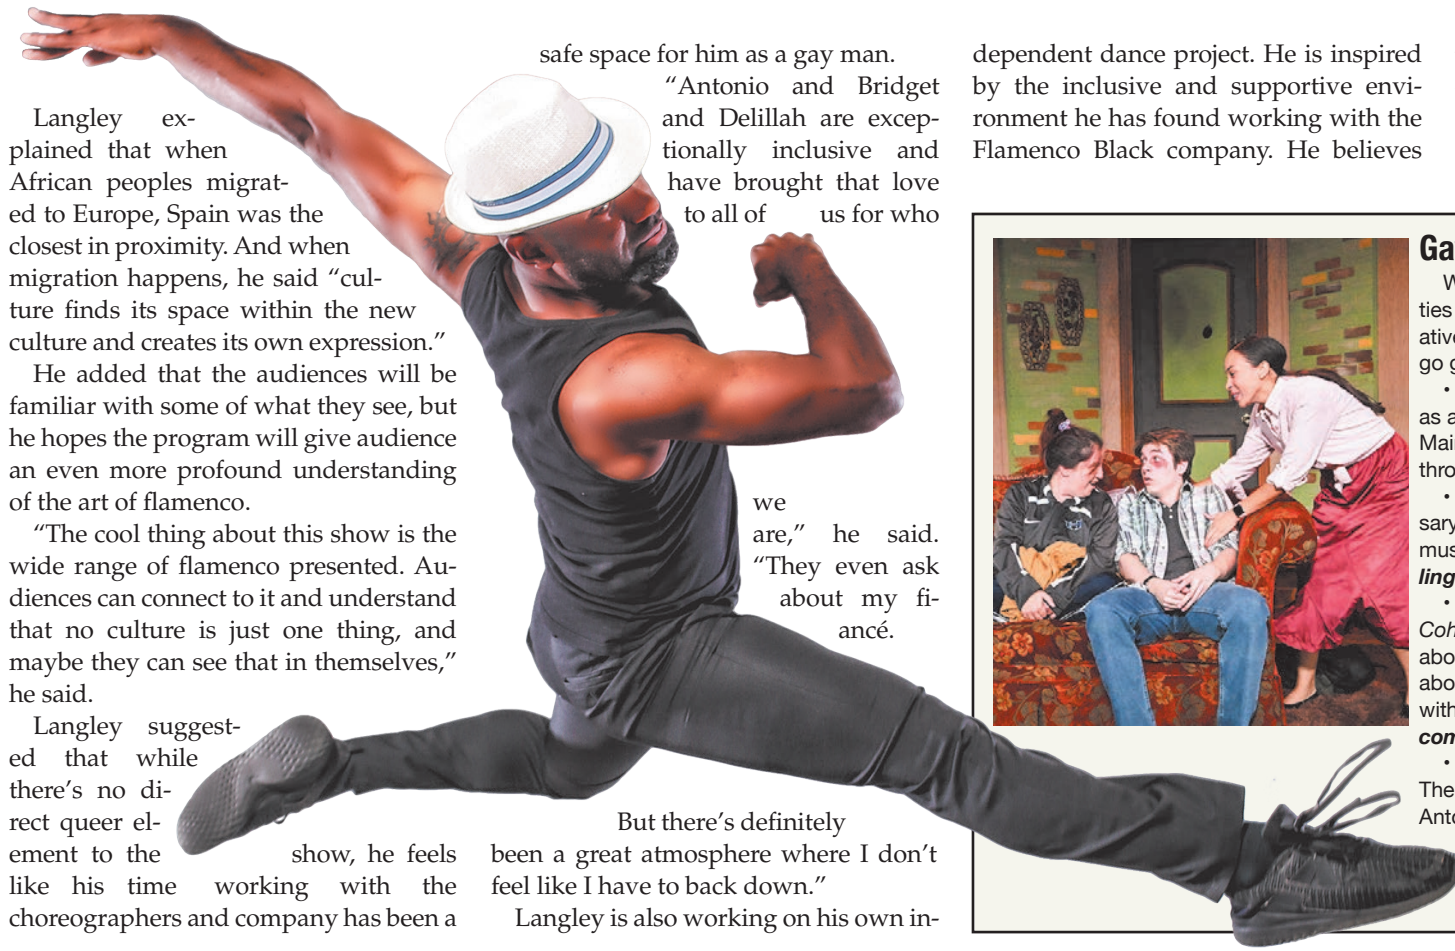 Langley ex-
plained that when
African peoples migrat-
ed to Europe, Spain was the
closest in proximity. And when
migration happens, he said “cul-
ture finds its space within the new
culture and creates its own expression.”
He added that the audiences will be
familiar with some of what they see, but
he hopes the program will give audience
an even more profound understanding
of the art of flamenco.
“The cool thing about this show is the
wide range of flamenco presented. Au-
diences can connect to it and understand
that no culture is just one thing, and
maybe they can see that in themselves,”
he said.
Langley suggest-
ed that while
there’s no di-
rect queer el-
ement to the show, he feels
like his time working with the
choreographers and company has been a
safe space for him as a gay man.
“Antonio and Bridget
and Delillah are excep-
tionally inclusive and
have brought that love
to all of us for who
we
are,” he said.
“They even ask
about my fi-
ancé.
But there’s definitely
been a great atmosphere where I don’t
feel like I have to back down.”
Langley is also working on his own in-
dependent dance project. He is inspired
by the inclusive and supportive envi-
ronment he has found working with the
Flamenco Black company. He believes
Ga
W
ties
ative
go g
•
as a
Mai
thro
•
sary
mus
ling
•
Coh
abo
abo
with
com
•
The
Anto